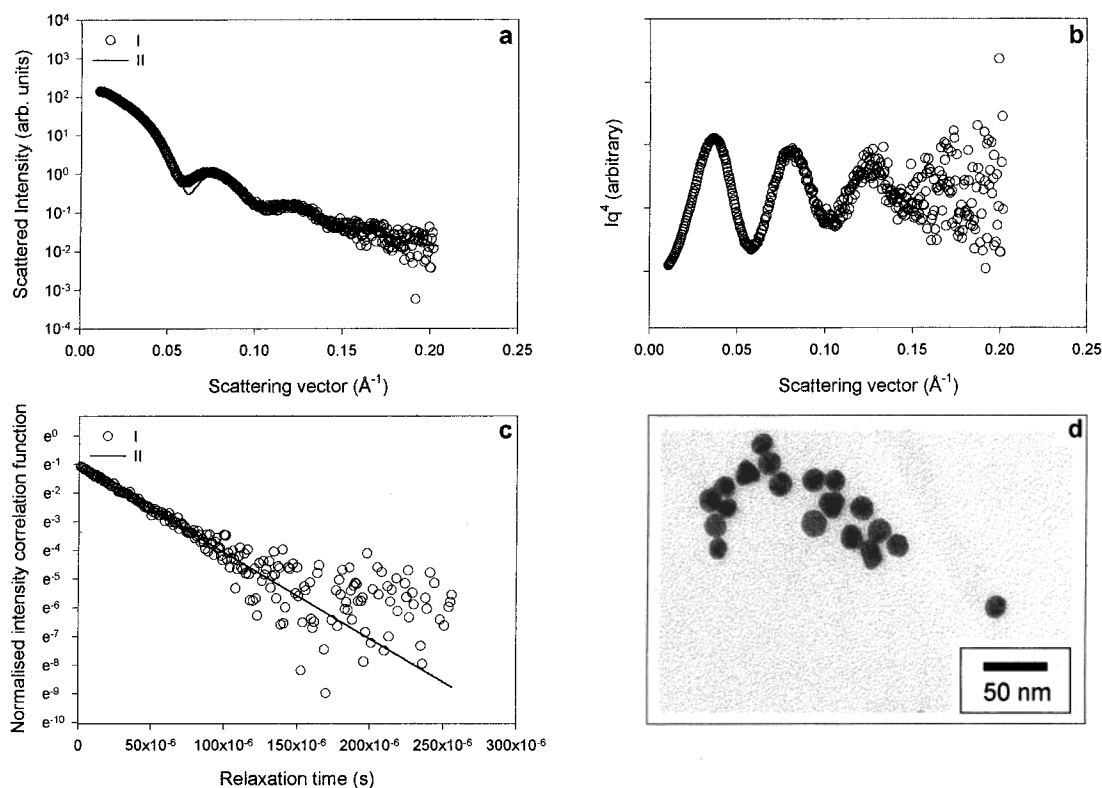 a
Scattered Intensity (arb. units)
10⁴
10³
10²
10¹
10⁰
10⁻¹
10⁻²
10⁻³
10⁻⁴
I
II
0.00 0.05 0.10 0.15 0.20 0.25
Scattering vector (Å⁻¹)
b
Iq⁴ (arbitrary)
0.00 0.05 0.10 0.15 0.20 0.25
Scattering vector (Å⁻¹)
c
Normalised intensity correlation function
e⁰
e⁻¹
e⁻²
e⁻³
e⁻⁴
e⁻⁵
e⁻⁶
e⁻⁷
e⁻⁸
e⁻⁹
e⁻¹⁰
I
II
0 50x10⁻⁶ 100x10⁻⁶ 150x10⁻⁶ 200x10⁻⁶ 250x10⁻⁶ 300x10⁻⁶
Relaxation time (s)
d
50 nm